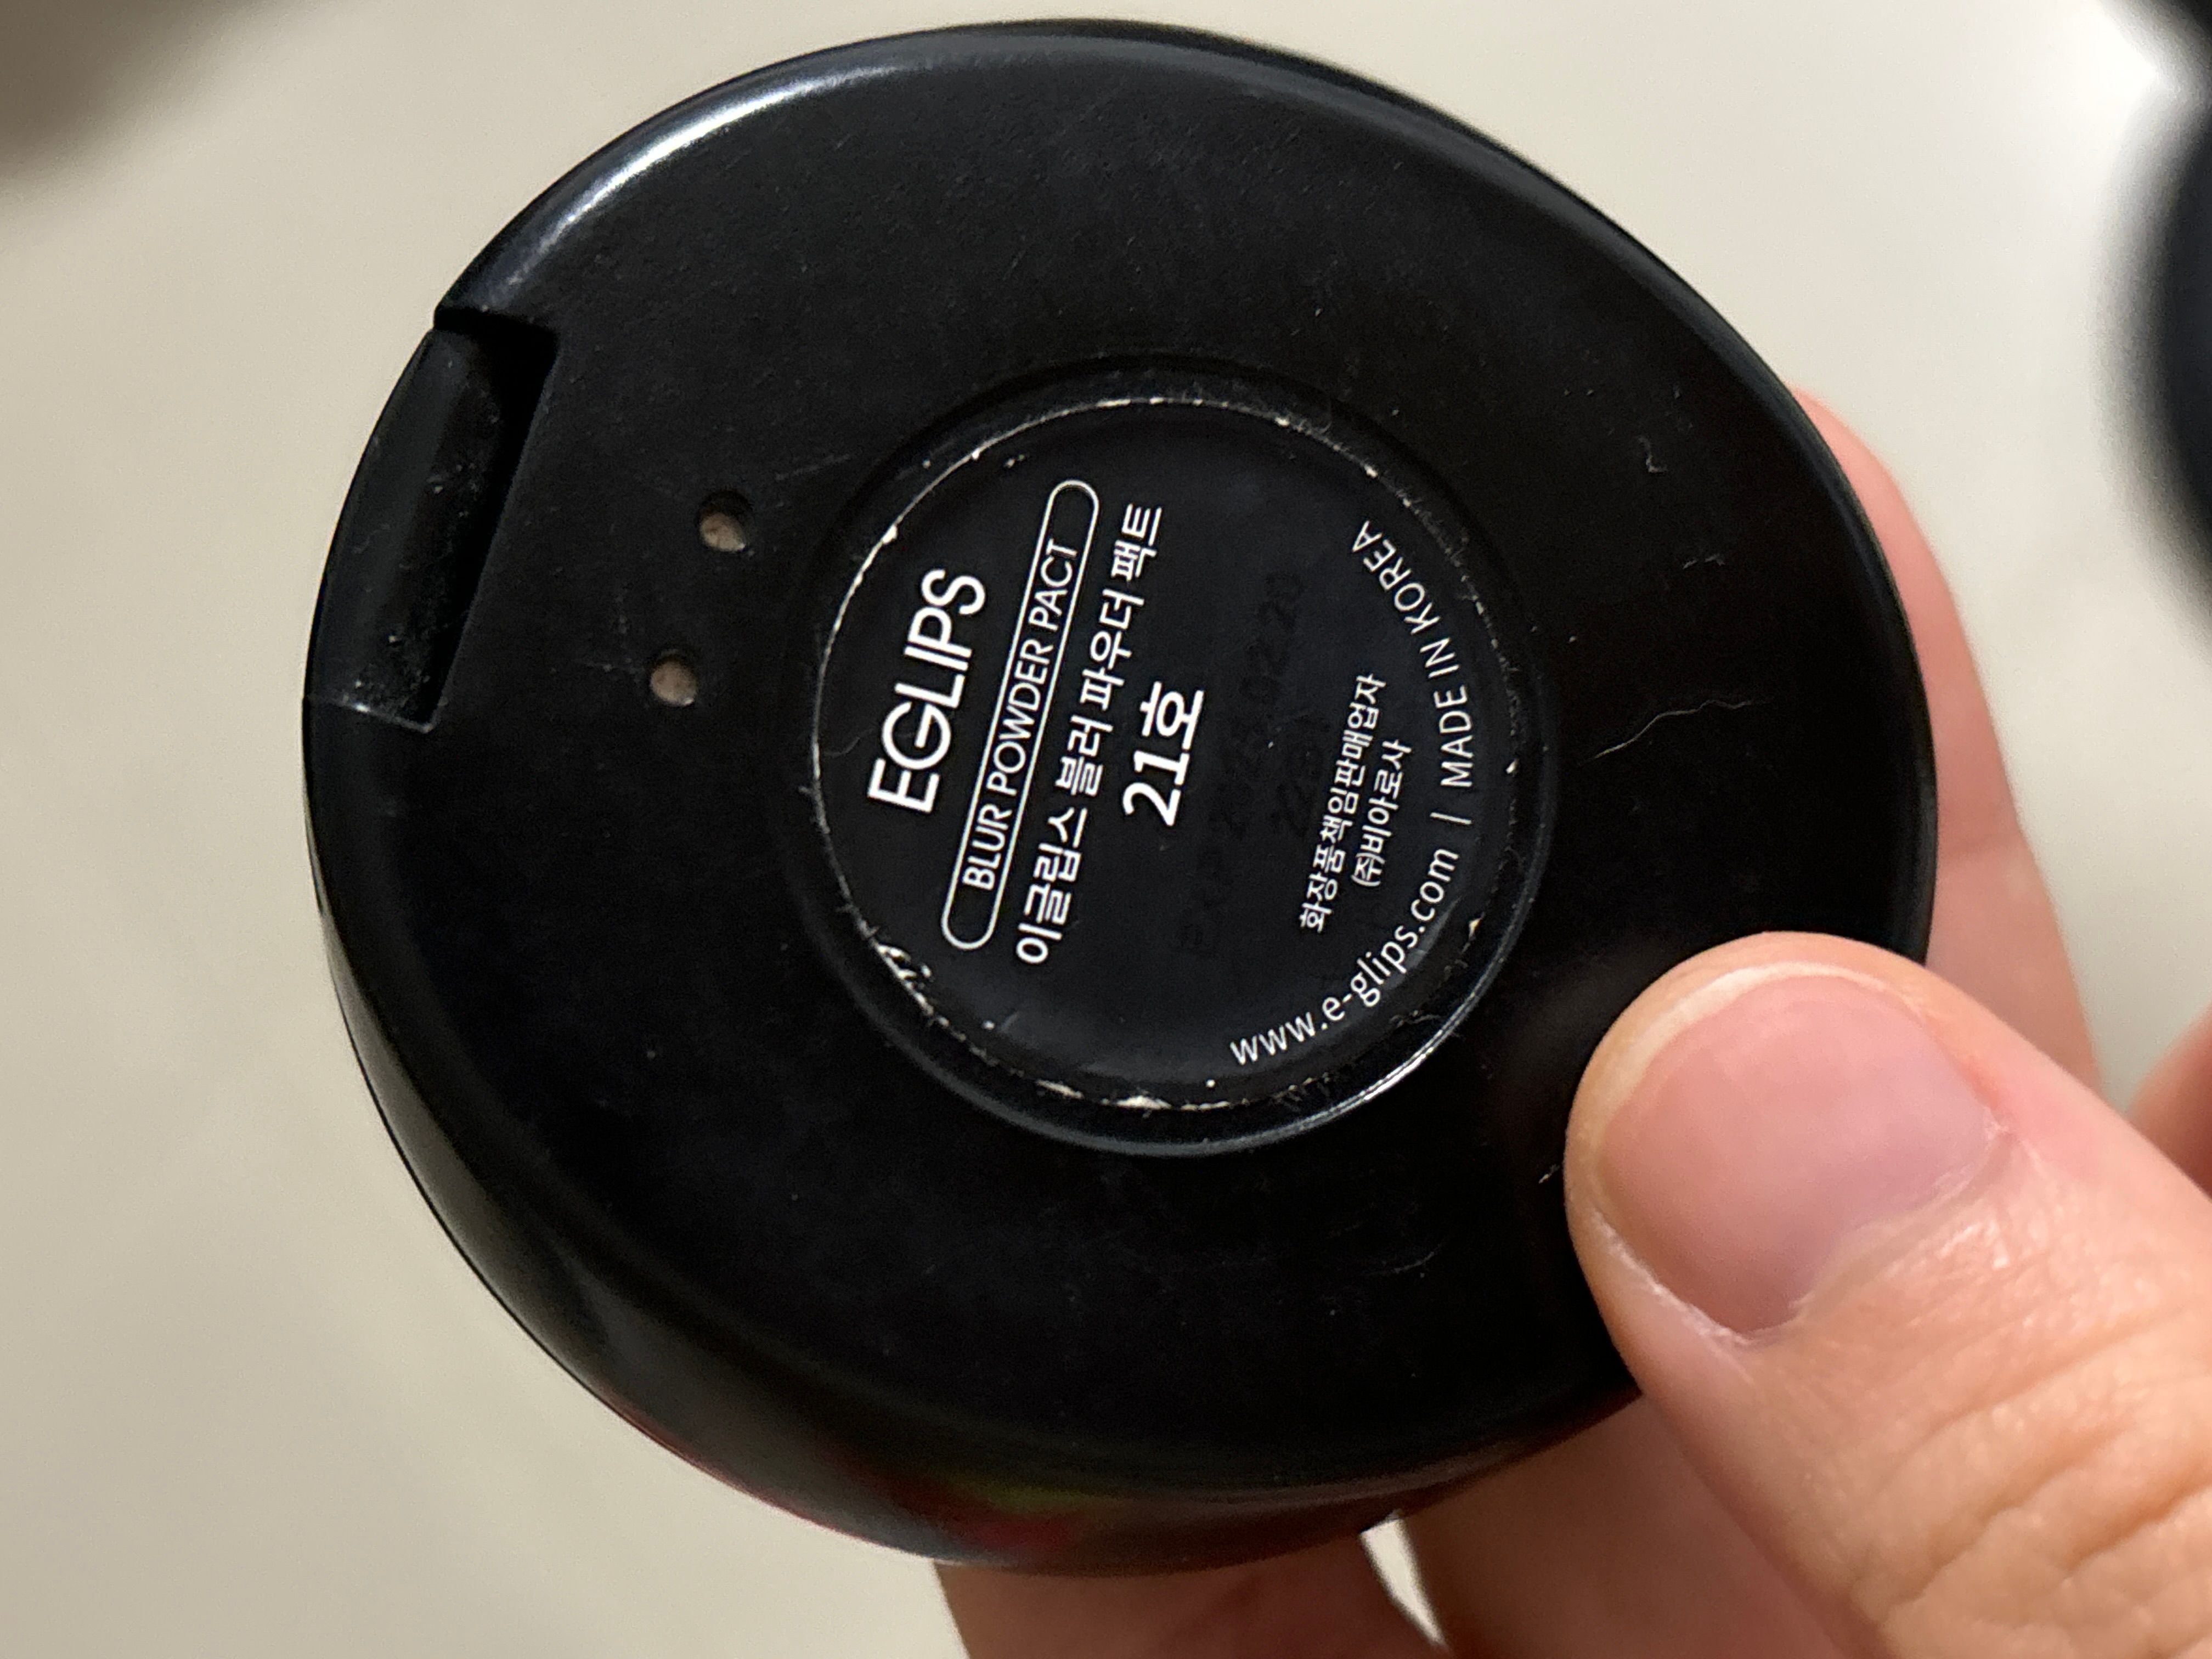 EGLIPS
BLUR POWDER PACT
이글립스 블러 파우더 팩트
21호
화장품책임판매업자
(주)비아로사
www.e-glips.com | MADE IN KOREA